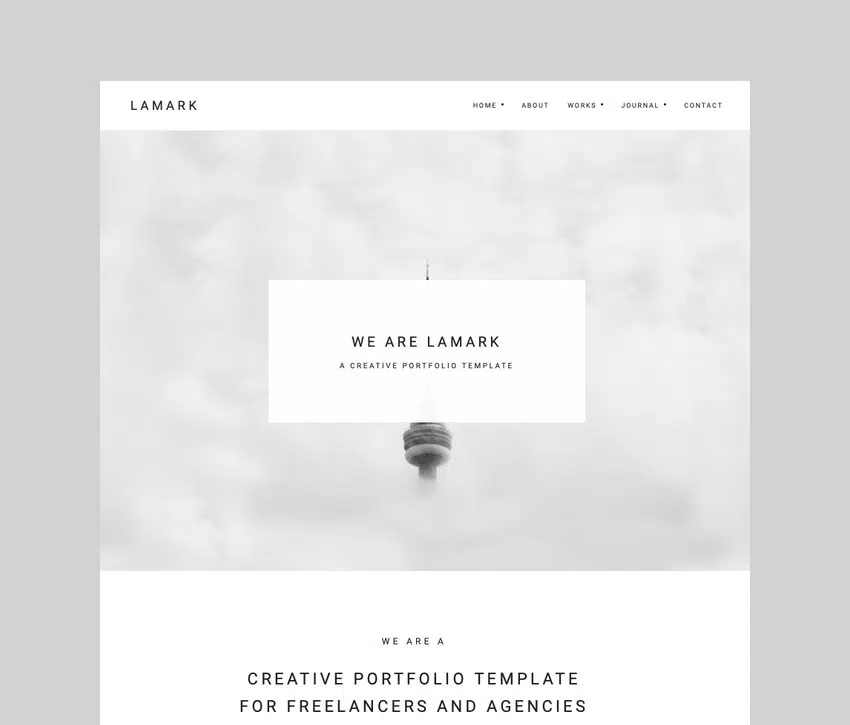 LAMARK
HOME • ABOUT WORKS • JOURNAL • CONTACT
WE ARE LAMARK
A CREATIVE PORTFOLIO TEMPLATE
WE ARE A
CREATIVE PORTFOLIO TEMPLATE
FOR FREELANCERS AND AGENCIES